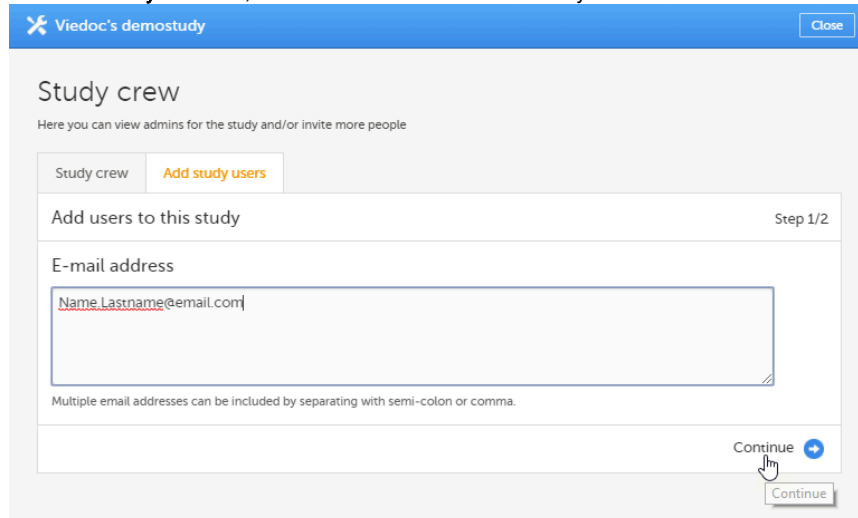 Viedoc's demostudy
Close
Study crew
Here you can view admins for the study and/or invite more people
Study crew
Add study users
Add users to this study
Step 1/2
E-mail address
Name.Lastname@email.com
Multiple email addresses can be included by separating with semi-colon or comma.
Continue
Continue